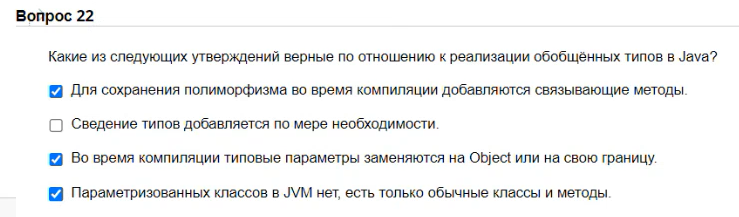 Вопрос 22
Какие из следующих утверждений верные по отношению к реализации обобщённых типов в Java?
Для сохранения полиморфизма во время компиляции добавляются связывающие методы.
Сведение типов добавляется по мере необходимости.
Во время компиляции типовые параметры заменяются на Object или на свою границу.
Параметризованных классов в JVM нет, есть только обычные классы и методы.